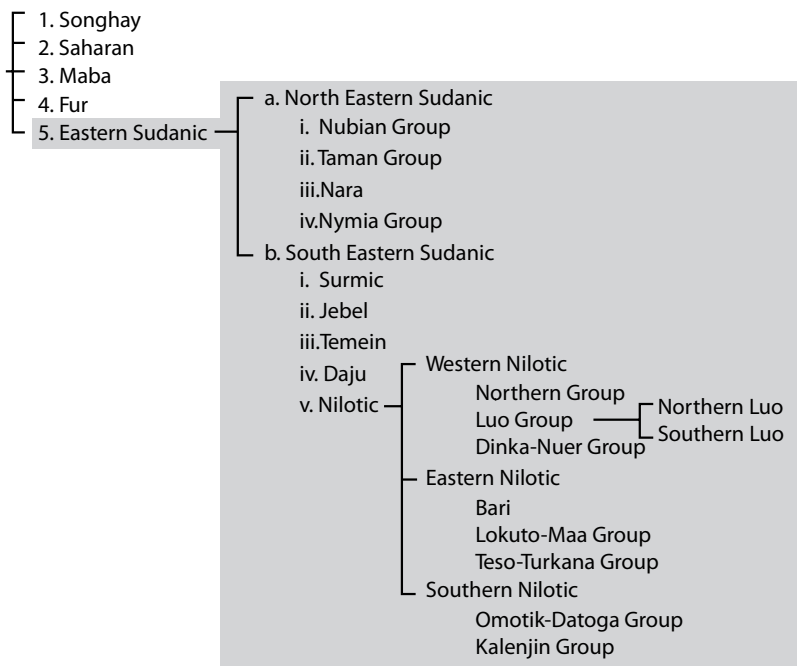 1. Songhay
2. Saharan
3. Maba
4. Fur
5. Eastern Sudanic
a. North Eastern Sudanic
i. Nubian Group
ii. Taman Group
iii.Nara
iv.Nymia Group
b. South Eastern Sudanic
i. Surmic
ii. Jebel
iii.Temein
iv. Daju
v. Nilotic
Western Nilotic
Northern Group
Luo Group
Northern Luo
Southern Luo
Dinka-Nuer Group
Eastern Nilotic
Bari
Lokuto-Maa Group
Teso-Turkana Group
Southern Nilotic
Omotik-Datoga Group
Kalenjin Group